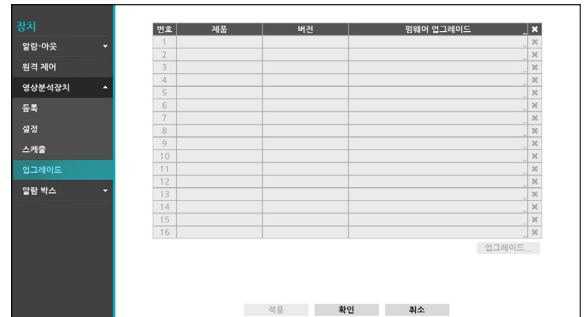 장치
알람-아웃
원격 제어
영상분석장치
등록
설정
스케줄
업그레이드
알람 박스
번호 제품 버전 펌웨어 업그레이드 ...
1 ...
2 ...
3 ...
4 ...
5 ...
6 ...
7 ...
8 ...
9 ...
10 ...
11 ...
12 ...
13 ...
14 ...
15 ...
16 ...
업그레이드...
적용 확인 취소